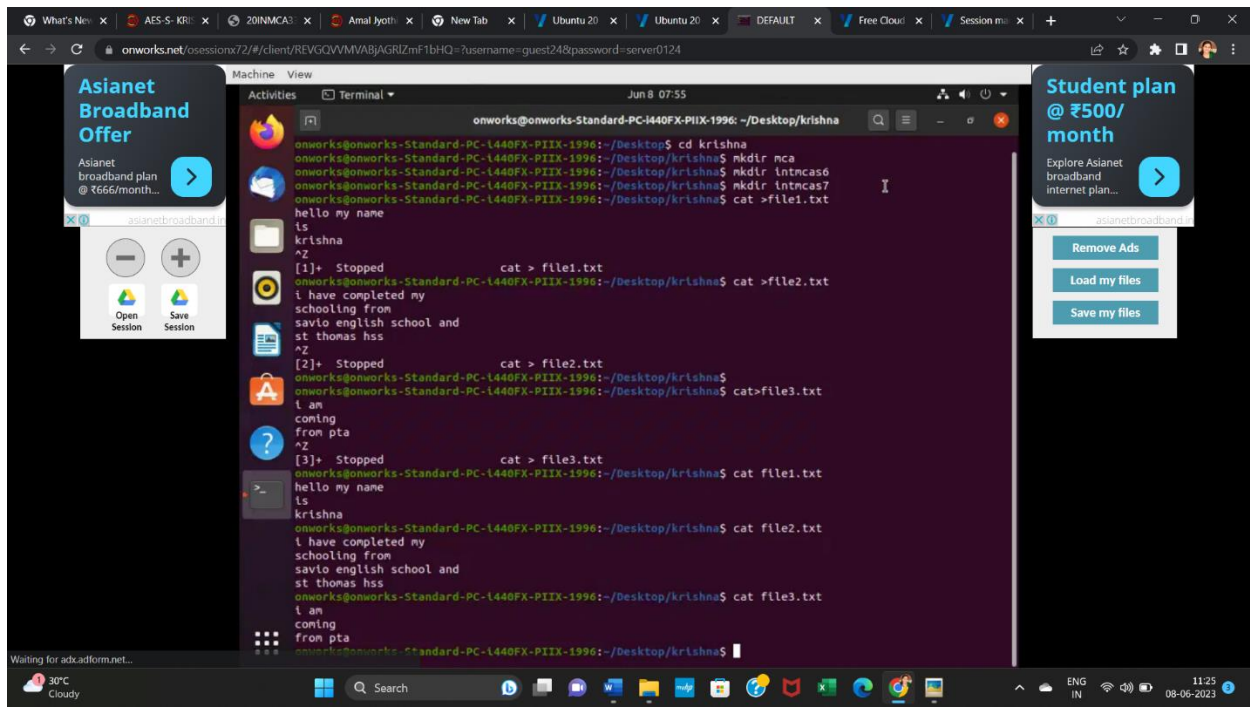 What's Nev
AES-S- KRIS
20INMCA3
Amal Jyothi
New Tab
Ubuntu 20
Ubuntu 20
DEFAULT
Free Cloud
Session ma
onworks.net/osessionx72/#/client/REVGQVVMVABjAGRlZmF1bHQ=?username=guest24&password=server0124
Asianet
Broadband
Offer
Asianet
broadband plan
@ ₹666/month...
asianetbroadband.in
Open
Session
Save
Session
Machine View
Activities
Terminal
Jun 8 07:55
onworks@onworks-Standard-PC-i440FX-PIIX-1996: ~/Desktop/krishna
onworks@onworks-Standard-PC-i440FX-PIIX-1996:~/Desktop$ cd krishna
onworks@onworks-Standard-PC-i440FX-PIIX-1996:~/Desktop/krishna$ mkdir mca
onworks@onworks-Standard-PC-i440FX-PIIX-1996:~/Desktop/krishna$ mkdir intmcas6
onworks@onworks-Standard-PC-i440FX-PIIX-1996:~/Desktop/krishna$ mkdir intmcas7
onworks@onworks-Standard-PC-i440FX-PIIX-1996:~/Desktop/krishna$ cat >file1.txt
hello my name
is
krishna
^Z
[1]+ Stopped cat > file1.txt
onworks@onworks-Standard-PC-i440FX-PIIX-1996:~/Desktop/krishna$ cat >file2.txt
i have completed my
schooling from
savio english school and
st thomas hss
^Z
[2]+ Stopped cat > file2.txt
onworks@onworks-Standard-PC-i440FX-PIIX-1996:~/Desktop/krishna$
onworks@onworks-Standard-PC-i440FX-PIIX-1996:~/Desktop/krishna$ cat>file3.txt
i am
coming
from pta
^Z
[3]+ Stopped cat > file3.txt
onworks@onworks-Standard-PC-i440FX-PIIX-1996:~/Desktop/krishna$ cat file1.txt
hello my name
is
krishna
onworks@onworks-Standard-PC-i440FX-PIIX-1996:~/Desktop/krishna$ cat file2.txt
i have completed my
schooling from
savio english school and
st thomas hss
onworks@onworks-Standard-PC-i440FX-PIIX-1996:~/Desktop/krishna$ cat file3.txt
i am
coming
from pta
onworks@onworks-Standard-PC-i440FX-PIIX-1996:~/Desktop/krishna$
Student plan
@ ₹500/
month
Explore Asianet
broadband
internet plan...
asianetbroadband.in
Remove Ads
Load my files
Save my files
Waiting for adx.adform.net...
1
30°C
Cloudy
Search
ENG
IN
11:25
08-06-2023
3